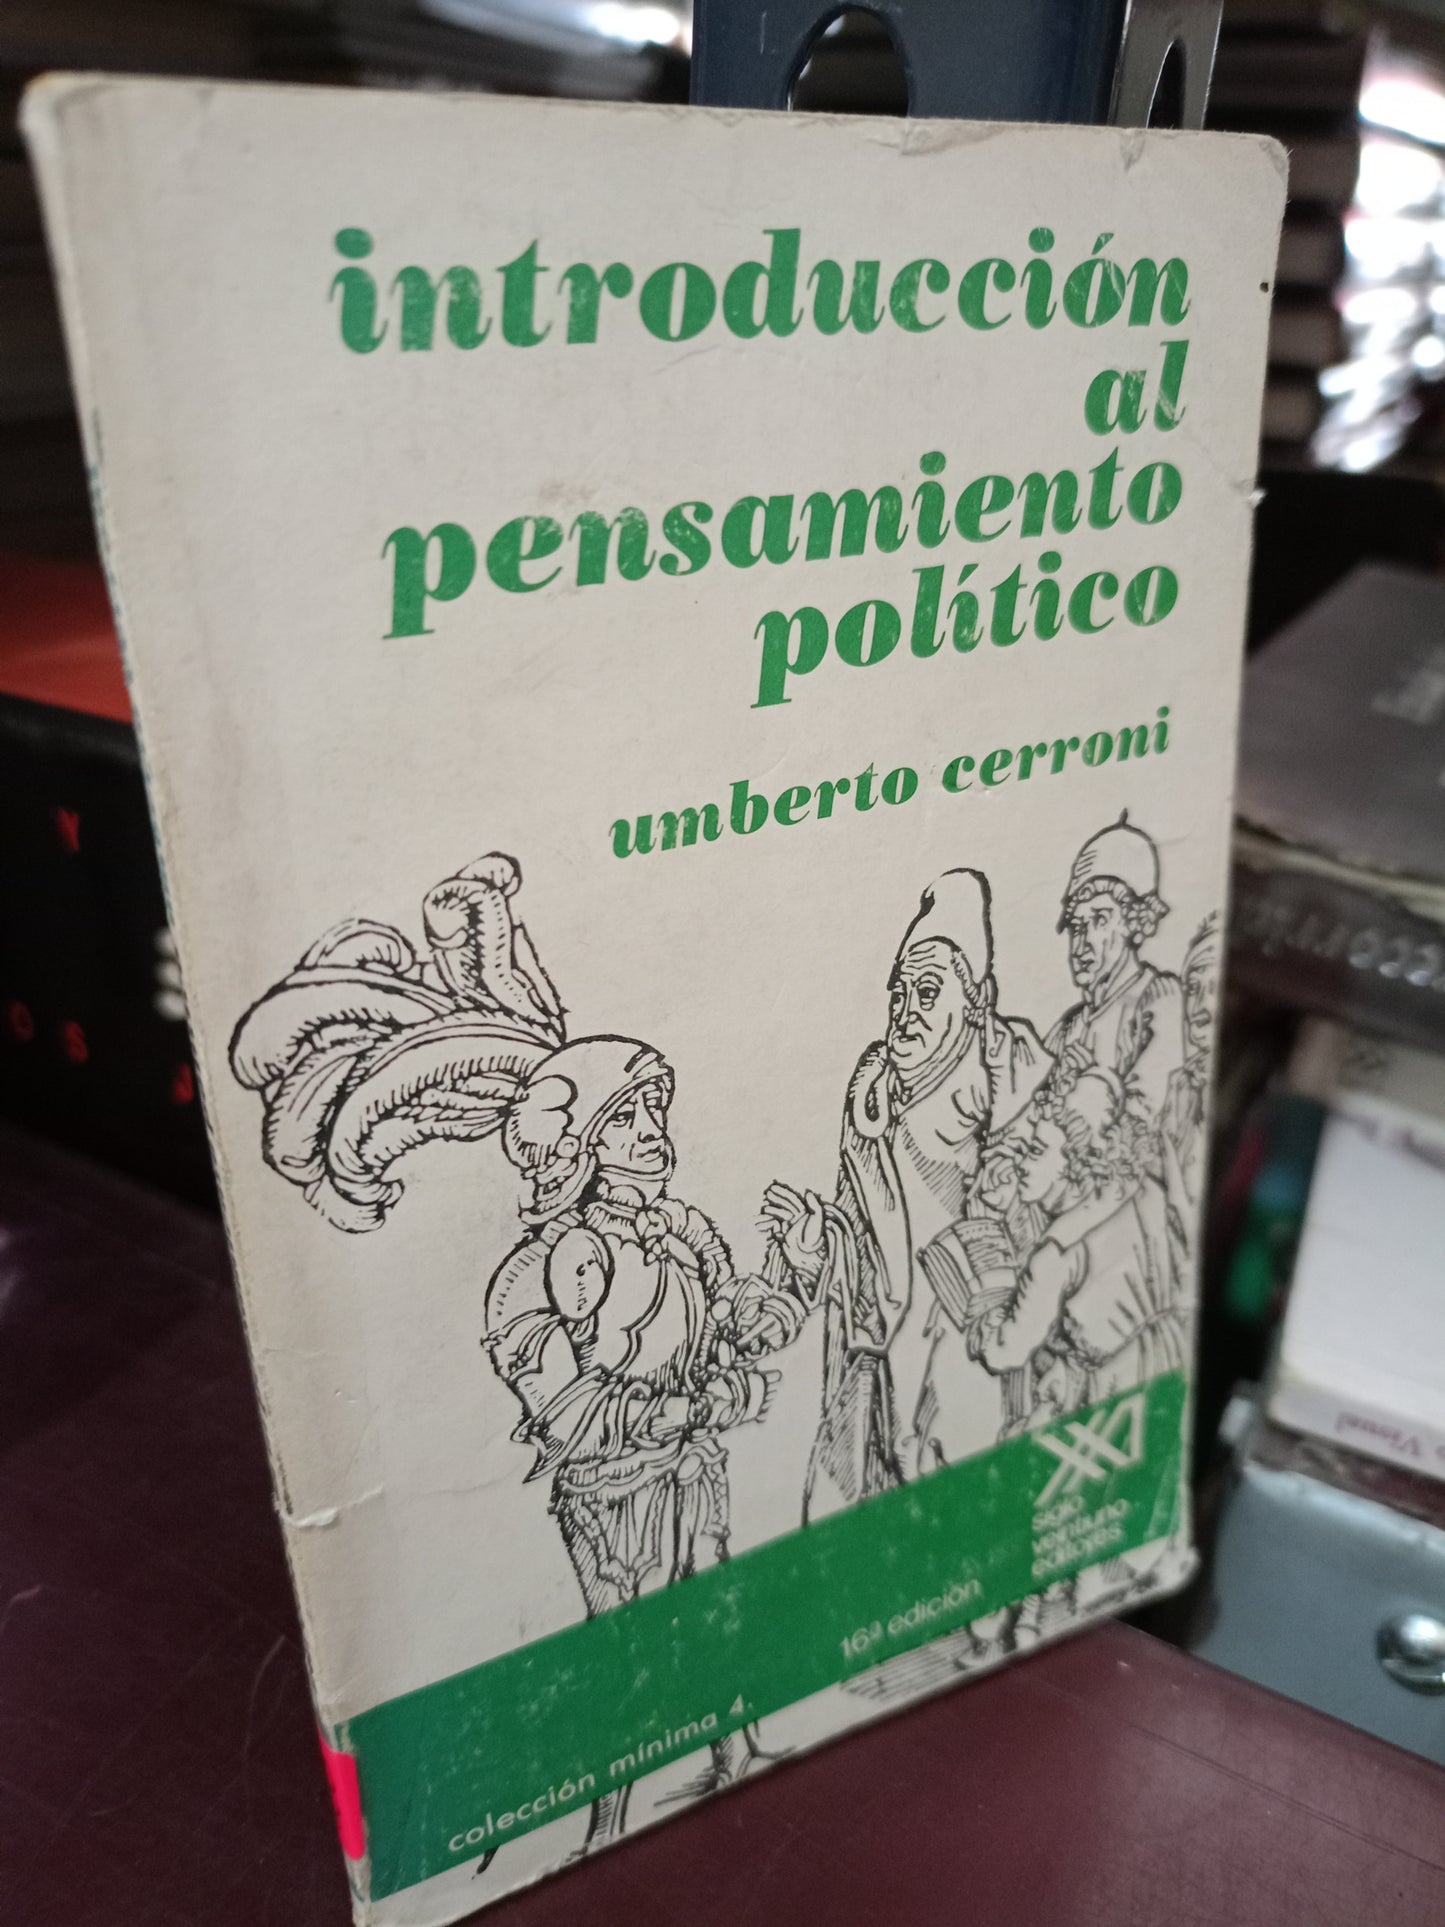 introducción
al
pensamiento
político
umberto cerroni
siglo
veintiuno
editores
16ª edición
colección mínima 4.